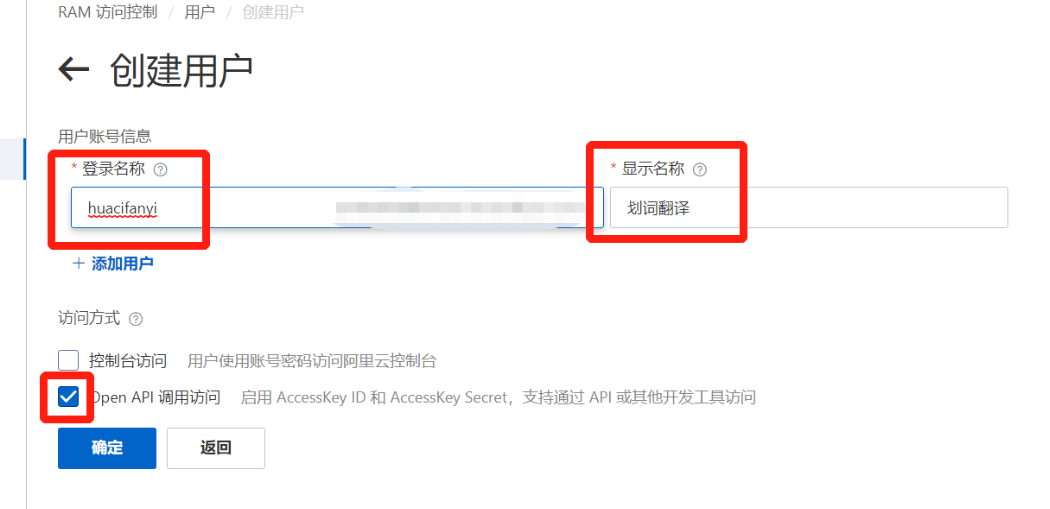 RAM 访问控制 / 用户 / 创建用户
← 创建用户
用户账号信息
* 登录名称 * 显示名称
huacifanyi 划词翻译
+ 添加用户
访问方式
控制台访问 用户使用账号密码访问阿里云控制台
Open API 调用访问 启用 AccessKey ID 和 AccessKey Secret，支持通过 API 或其他开发工具访问
确定 返回